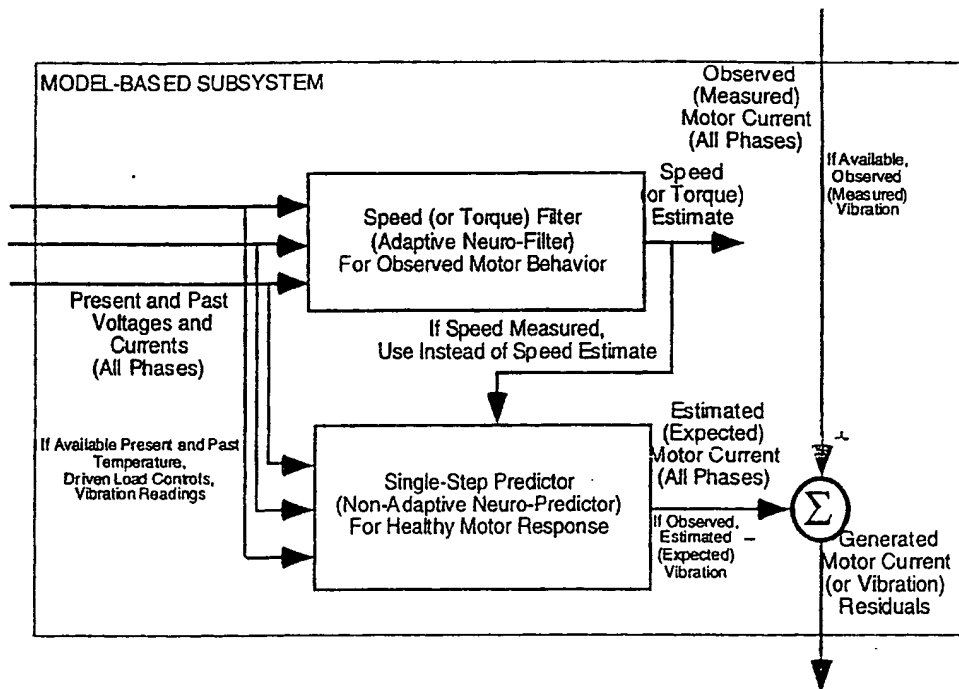 MODEL-BASED SUBSYSTEM
Observed
(Measured)
Motor Current
(All Phases)
If Available,
Observed
(Measured)
Vibration
Speed
(or Torque)
Estimate
Speed (or Torque) Filter
(Adaptive Neuro-Filter)
For Observed Motor Behavior
Present and Past
Voltages and
Currents
(All Phases)
If Speed Measured,
Use Instead of Speed Estimate
If Available Present and Past
Temperature,
Driven Load Controls,
Vibration Readings
Single-Step Predictor
(Non-Adaptive Neuro-Predictor)
For Healthy Motor Response
Estimated
(Expected)
Motor Current
(All Phases)
If Observed,
Estimated –
(Expected)
Vibration
Σ
Generated
Motor Current
(or Vibration)
Residuals